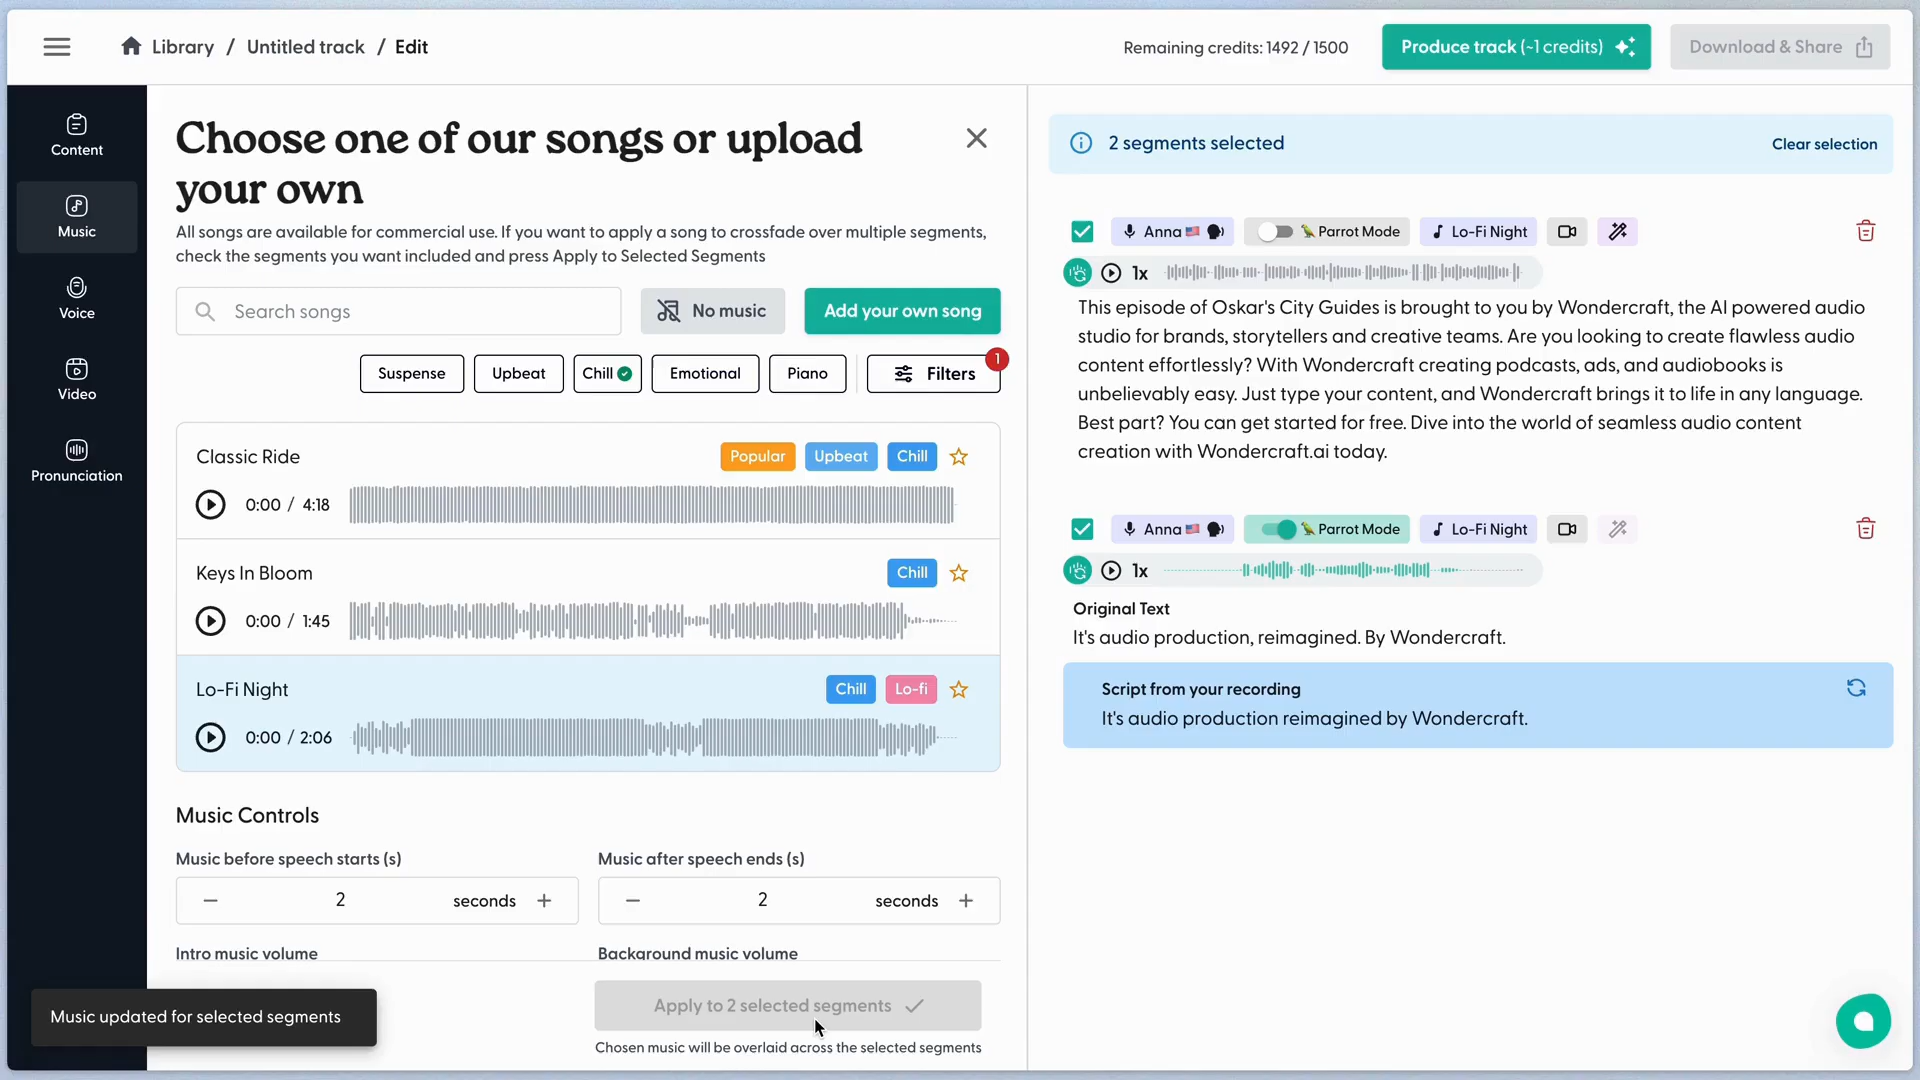 Library / Untitled track / Edit
Remaining credits: 1492 / 1500
Produce track (~1 credits)
Download & Share
Content
Music
Voice
Video
Pronunciation
Choose one of our songs or upload
your own
All songs are available for commercial use. If you want to apply a song to crossfade over multiple segments,
check the segments you want included and press Apply to Selected Segments
Search songs
No music
Add your own song
Suspense
Upbeat
Chill
Emotional
Piano
Filters
1
Classic Ride
Popular
Upbeat
Chill
0:00 / 4:18
Keys In Bloom
Chill
0:00 / 1:45
Lo-Fi Night
Chill
Lo-fi
0:00 / 2:06
Music Controls
Music before speech starts (s)
Music after speech ends (s)
2 seconds
2 seconds
Intro music volume
Background music volume
Apply to 2 selected segments
Chosen music will be overlaid across the selected segments
Music updated for selected segments
2 segments selected
Clear selection
Anna
Parrot Mode
Lo-Fi Night
1x
This episode of Oskar's City Guides is brought to you by Wondercraft, the AI powered audio
studio for brands, storytellers and creative teams. Are you looking to create flawless audio
content effortlessly? With Wondercraft creating podcasts, ads, and audiobooks is
unbelievably easy. Just type your content, and Wondercraft brings it to life in any language.
Best part? You can get started for free. Dive into the world of seamless audio content
creation with Wondercraft.ai today.
Anna
Parrot Mode
Lo-Fi Night
1x
Original Text
It's audio production, reimagined. By Wondercraft.
Script from your recording
It's audio production reimagined by Wondercraft.